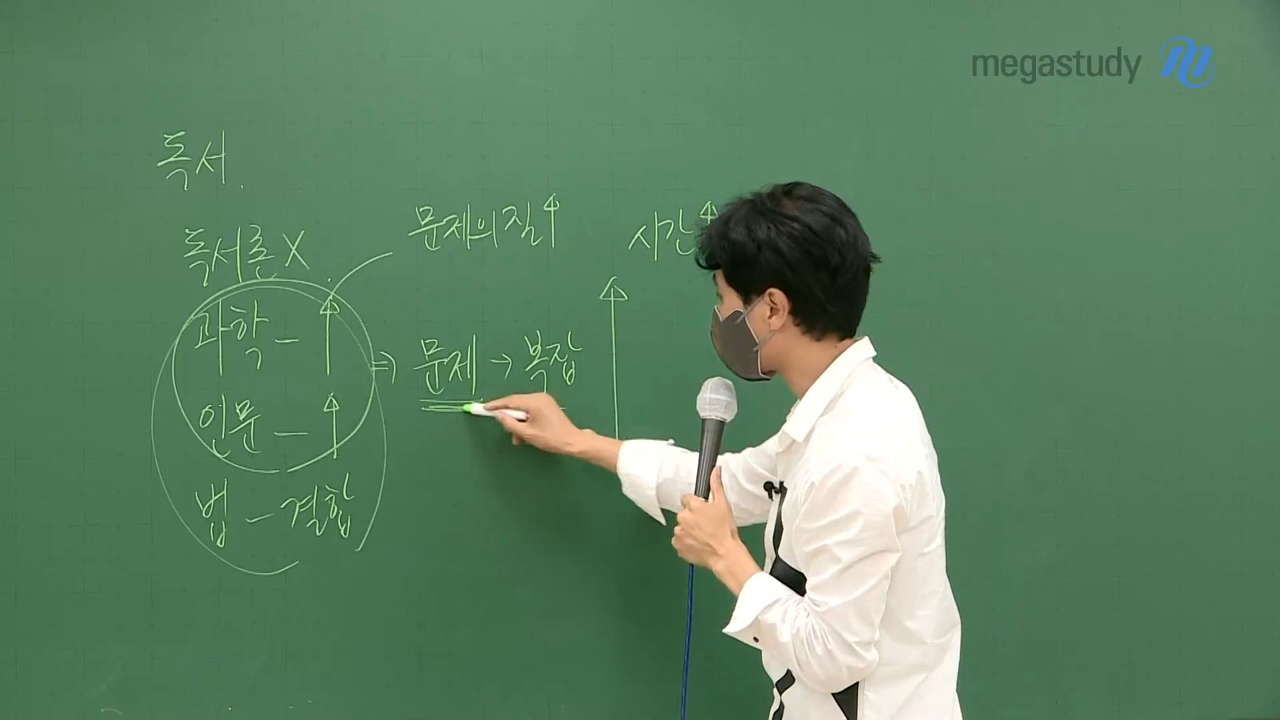 megastudy
독서.
문제의 질↑
시간↑
독서론 X
과학 - ↑
⇒ 문제 → 복잡
인문 - ↑
법 - 결합